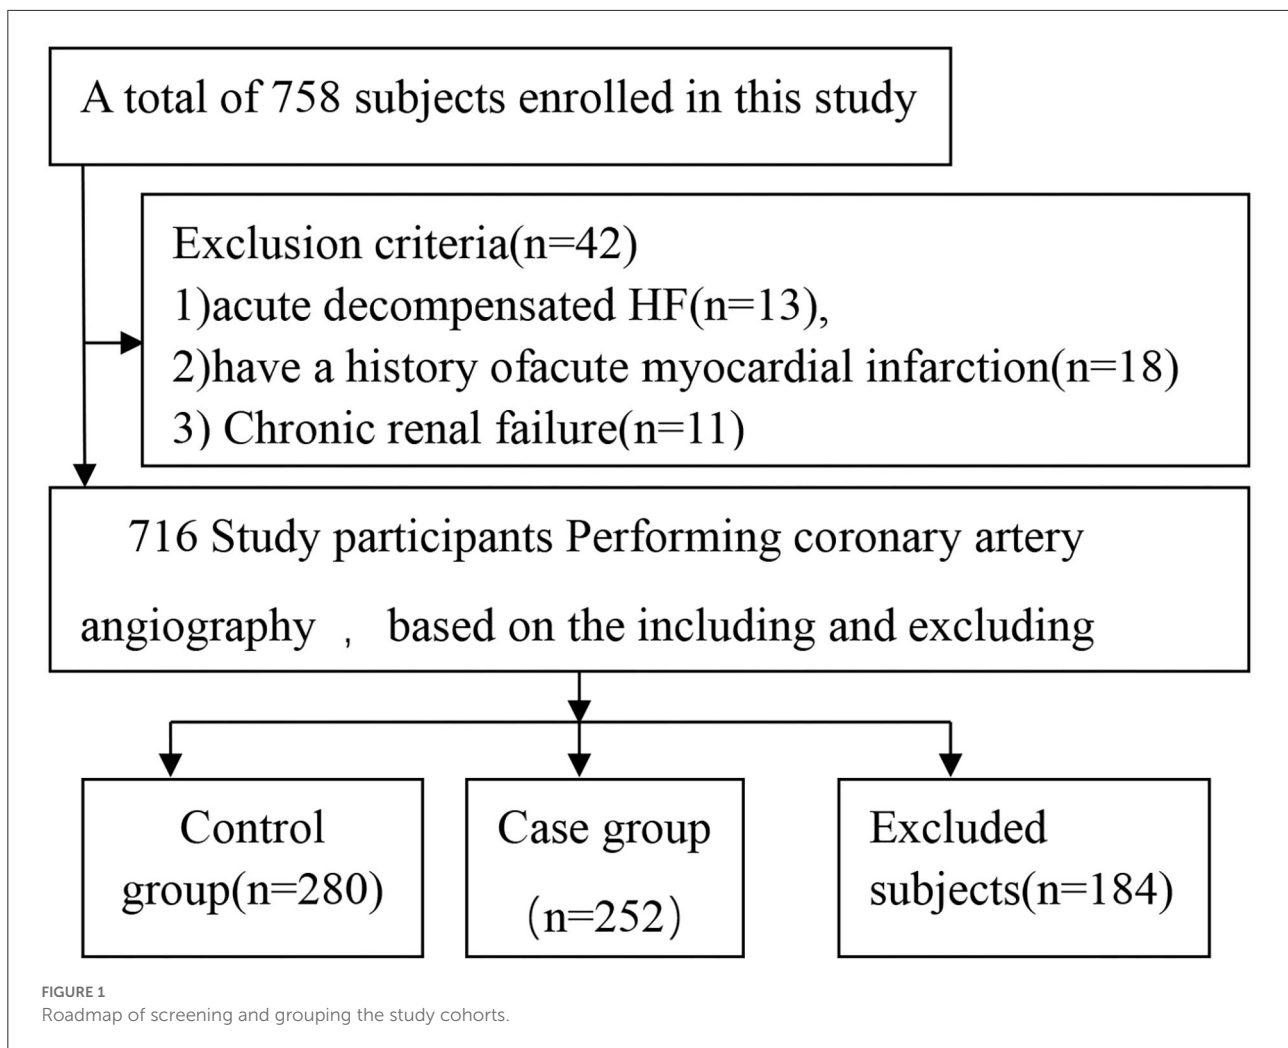 A total of 758 subjects enrolled in this study
Exclusion criteria(n=42)
1)acute decompensated HF(n=13),
2)have a history ofacute myocardial infarction(n=18)
3) Chronic renal failure(n=11)
716 Study participants Performing coronary artery
angiography , based on the including and excluding
Control
group(n=280)
Case group
(n=252)
Excluded
subjects(n=184)
FIGURE 1
Roadmap of screening and grouping the study cohorts.